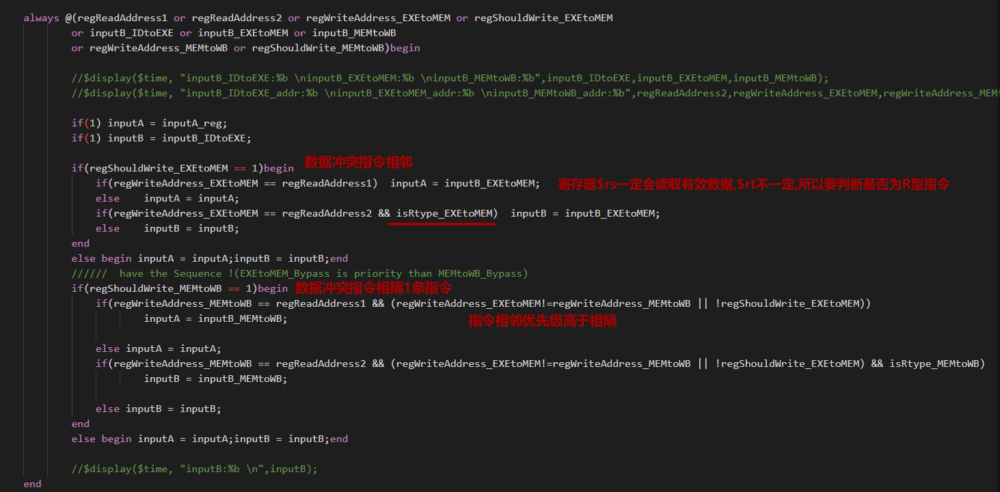 always @(regReadAddress1 or regReadAddress2 or regWriteAddress_EXEtoMEM or regShouldWrite_EXEtoMEM
or inputB_IDtoEXE or inputB_EXEtoMEM or inputB_MEMtoWB
or regWriteAddress_MEMtoWB or regShouldWrite_MEMtoWB)begin
//$display($time, "inputB_IDtoEXE:%b \ninputB_EXEtoMEM:%b \ninputB_MEMtoWB:%b",inputB_IDtoEXE,inputB_EXEtoMEM,inputB_MEMtoWB);
//$display($time, "inputB_IDtoEXE_addr:%b \ninputB_EXEtoMEM_addr:%b \ninputB_MEMtoWB_addr:%b",regReadAddress2,regWriteAddress_EXEtoMEM,regWriteAddress_MEMt
if(1) inputA = inputA_reg;
if(1) inputB = inputB_IDtoEXE;
if(regShouldWrite_EXEtoMEM == 1)begin 数据冲突指令相邻
if(regWriteAddress_EXEtoMEM == regReadAddress1) inputA = inputB_EXEtoMEM; 寄存器$rs一定会读取有效数据,$rt不一定,所以要判断是否为R型指令
else inputA = inputA;
if(regWriteAddress_EXEtoMEM == regReadAddress2 && isRtype_EXEtoMEM) inputB = inputB_EXEtoMEM;
else inputB = inputB;
end
else begin inputA = inputA;inputB = inputB;end
////// have the Sequence !(EXEtoMEM_Bypass is priority than MEMtoWB_Bypass)
if(regShouldWrite_MEMtoWB == 1)begin 数据冲突指令相隔1条指令
if(regWriteAddress_MEMtoWB == regReadAddress1 && (regWriteAddress_EXEtoMEM!=regWriteAddress_MEMtoWB || !regShouldWrite_EXEtoMEM))
inputA = inputB_MEMtoWB; 指令相邻优先级高于相隔
else inputA = inputA;
if(regWriteAddress_MEMtoWB == regReadAddress2 && (regWriteAddress_EXEtoMEM!=regWriteAddress_MEMtoWB || !regShouldWrite_EXEtoMEM) && isRtype_MEMtoWB)
inputB = inputB_MEMtoWB;
else inputB = inputB;
end
else begin inputA = inputA;inputB = inputB;end
//$display($time, "inputB:%b \n",inputB);
end